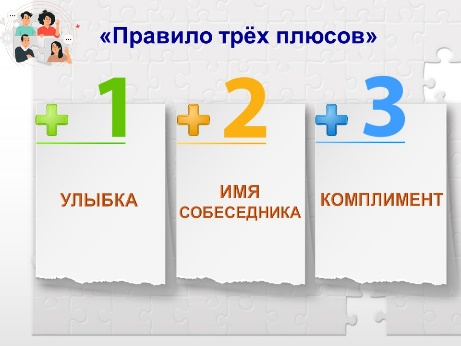 «Правило трёх плюсов»
+ 1
+ 2
+ 3
УЛЫБКА
ИМЯ
СОБЕСЕДНИКА
КОМПЛИМЕНТ